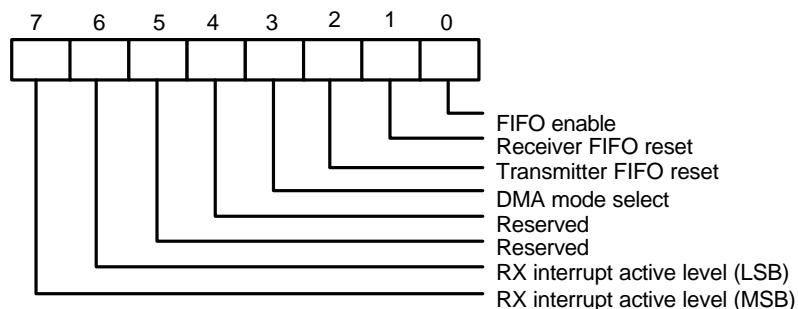 7 6 5 4 3 2 1 0
FIFO enable
Receiver FIFO reset
Transmitter FIFO reset
DMA mode select
Reserved
Reserved
RX interrupt active level (LSB)
RX interrupt active level (MSB)